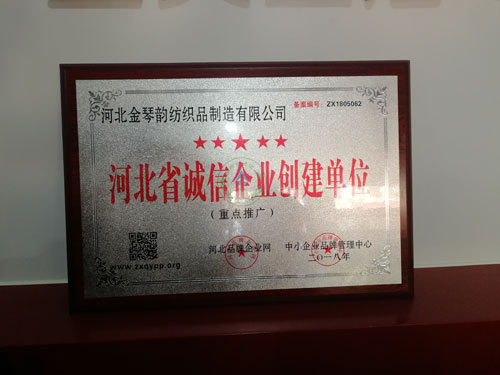 河北金琴韵纺织品制造有限公司
备案编号：ZX1805062
★★★★★
河北省诚信企业创建单位
（重点推广）
河北品牌企业网 中小企业品牌管理中心
二〇一八年
www.zxqypp.org